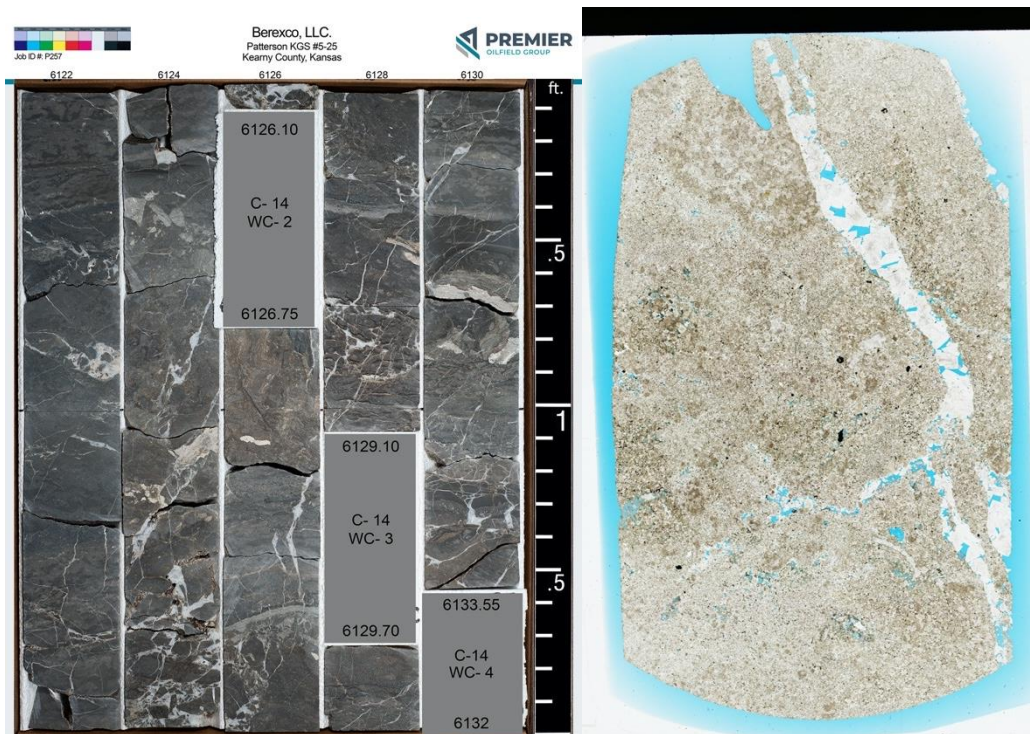 Job ID #: P257
Berexco, LLC.
Patterson KGS #5-25
Kearny County, Kansas
PREMIER
OILFIELD GROUP
6122 6124 6126 6128 6130
ft.
6126.10
C- 14
WC- 2
6126.75
.5
1
6129.10
C- 14
WC- 3
6129.70
.5
6133.55
C-14
WC- 4
6132